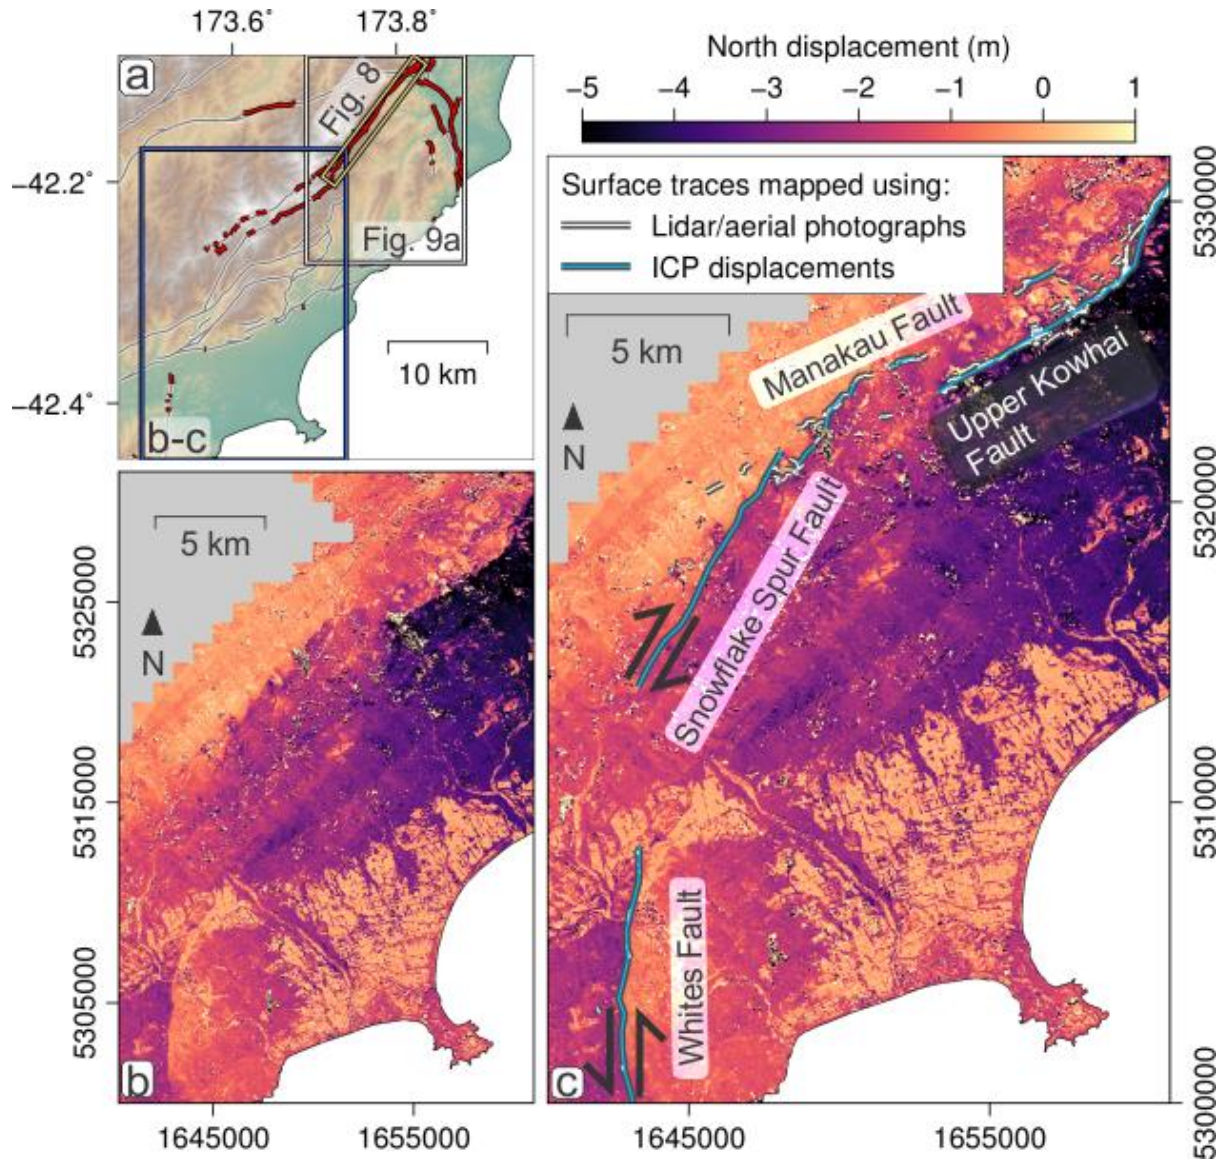 173.6˚ 173.8˚
a
Fig. 8
−42.2˚
Fig. 9a
10 km
−42.4˚
b-c
North displacement (m)
−5 −4 −3 −2 −1 0 1
Surface traces mapped using:
Lidar/aerial photographs
ICP displacements
5 km
N
Manakau Fault
Upper Kowhai
Fault
Snowflake Spur Fault
Whites Fault
c
5330000
5320000
5310000
5300000
1645000 1655000
5 km
N
5325000
5315000
5305000
b
1645000 1655000